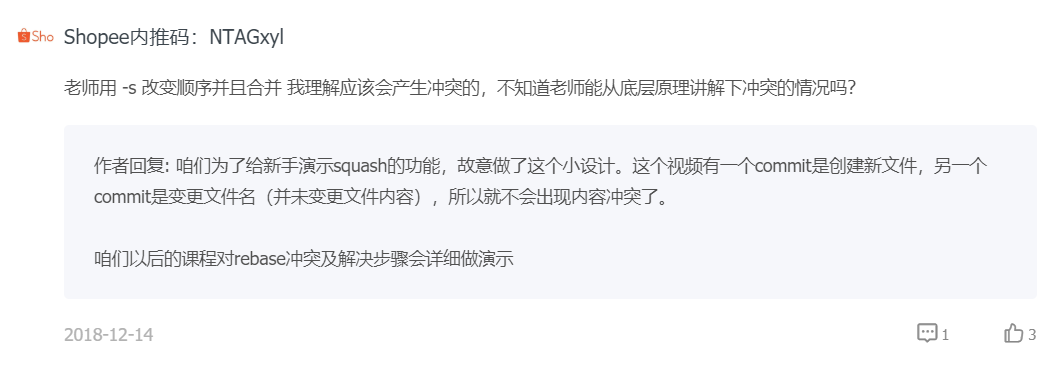 Sho
Shopee内推码：NTAGxyl
老师用 -s 改变顺序并且合并 我理解应该会产生冲突的，不知道老师能从底层原理讲解下冲突的情况吗？
作者回复: 咱们为了给新手演示squash的功能，故意做了这个小设计。这个视频有一个commit是创建新文件，另一个
commit是变更文件名（并未变更文件内容），所以就不会出现内容冲突了。
咱们以后的课程对rebase冲突及解决步骤会详细做演示
2018-12-14
1
3